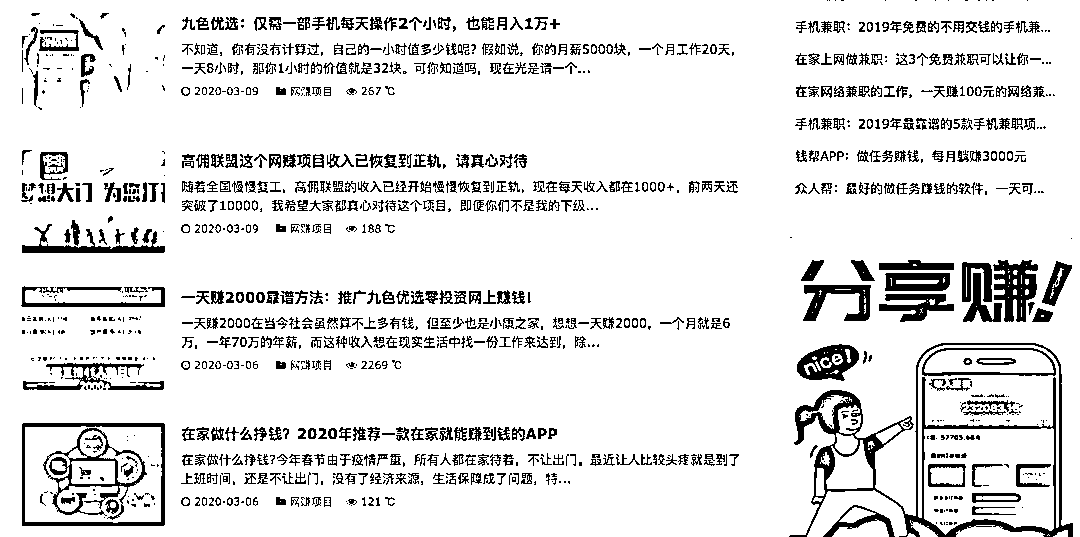 九色优选：仅需一部手机每天操作2个小时，也能月入1万+
不知道，你有没有计算过，自己的一小时值多少钱呢？假如说，你的月薪5000块，一个月工作20天，
一天8小时，那你1小时的价值就是32块。可你知道吗，现在光是请一个...
2020-03-09 网赚项目 267 ℃
高佣联盟这个网赚项目收入已恢复到正轨，请真心对待
随着全国慢慢复工，高佣联盟的收入已经开始慢慢恢复到正轨，现在每天收入都在1000+，前两天还
突破了10000，我希望大家都真心对待这个项目，即便你们不是我的下级...
2020-03-09 网赚项目 188 ℃
梦想大门 为您打
一天赚2000靠谱方法：推广九色优选零投资网上赚钱！
一天赚2000在当今社会虽然算不上多有钱，但至少也是小康之家，想想一天赚2000，一个月就是6
万，一年70万的年薪，而这种收入想在现实生活中找一份工作来达到，除...
2020-03-06 网赚项目 2269 ℃
在家做什么挣钱？2020年推荐一款在家就能赚到钱的APP
在家做什么挣钱？今年春节由于疫情严重，所有人都在家待着，不让出门，最近让人比较头疼就是到了
上班时间，还是不让出门，没有了经济来源，生活保障成了问题，特...
2020-03-06 网赚项目 121 ℃
手机兼职：2019年免费的不用交钱的手机兼...
在家上网做兼职：这3个免费兼职可以让你一...
在家网络兼职的工作，一天赚100元的网络兼...
手机兼职：2019年最靠谱的5款手机兼职项...
钱帮APP：做任务赚钱，每月躺赚3000元
众人帮：最好的做任务赚钱的软件，一天可...
分享赚！
nice!